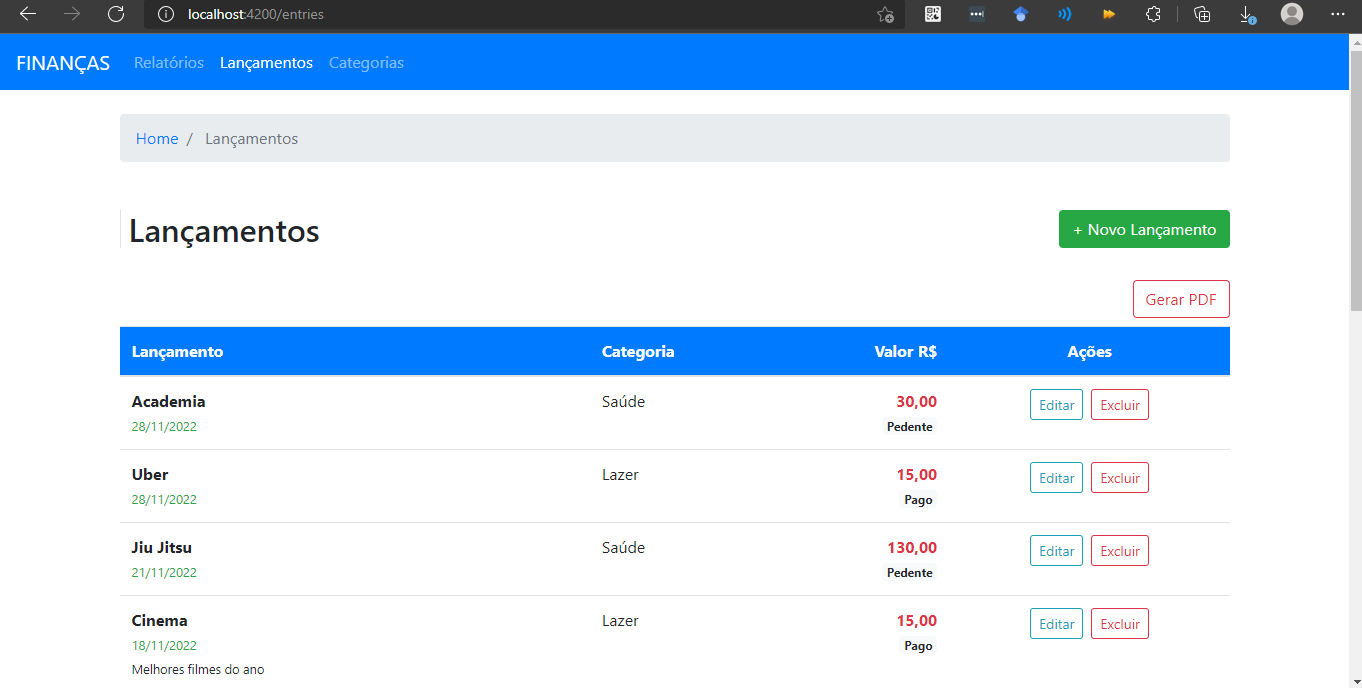 localhost:4200/entries
FINANÇAS Relatórios Lançamentos Categorias
Home / Lançamentos
Lançamentos + Novo Lançamento
Gerar PDF
Lançamento Categoria Valor R$ Ações
Academia Saúde 30,00 Editar Excluir
28/11/2022 Pedente
Uber Lazer 15,00 Editar Excluir
28/11/2022 Pago
Jiu Jitsu Saúde 130,00 Editar Excluir
21/11/2022 Pedente
Cinema Lazer 15,00 Editar Excluir
18/11/2022 Pago
Melhores filmes do ano